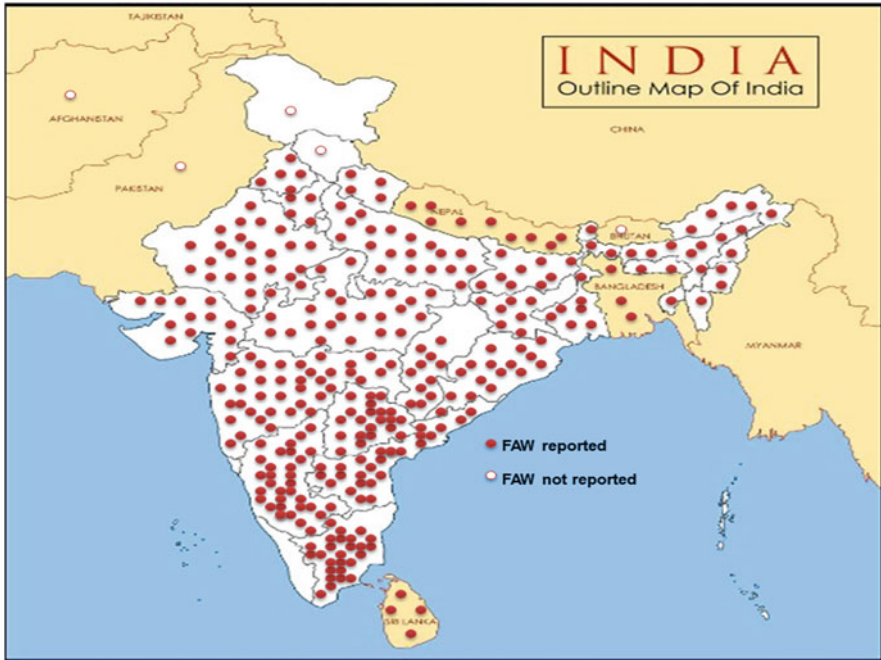 TAJIKISTAN
INDIA
Outline Map Of India
AFGHANISTAN
CHINA
PAKISTAN
NEPAL
BHUTAN
BANGLADESH
MYANMAR
FAW reported
FAW not reported
SRI LANKA